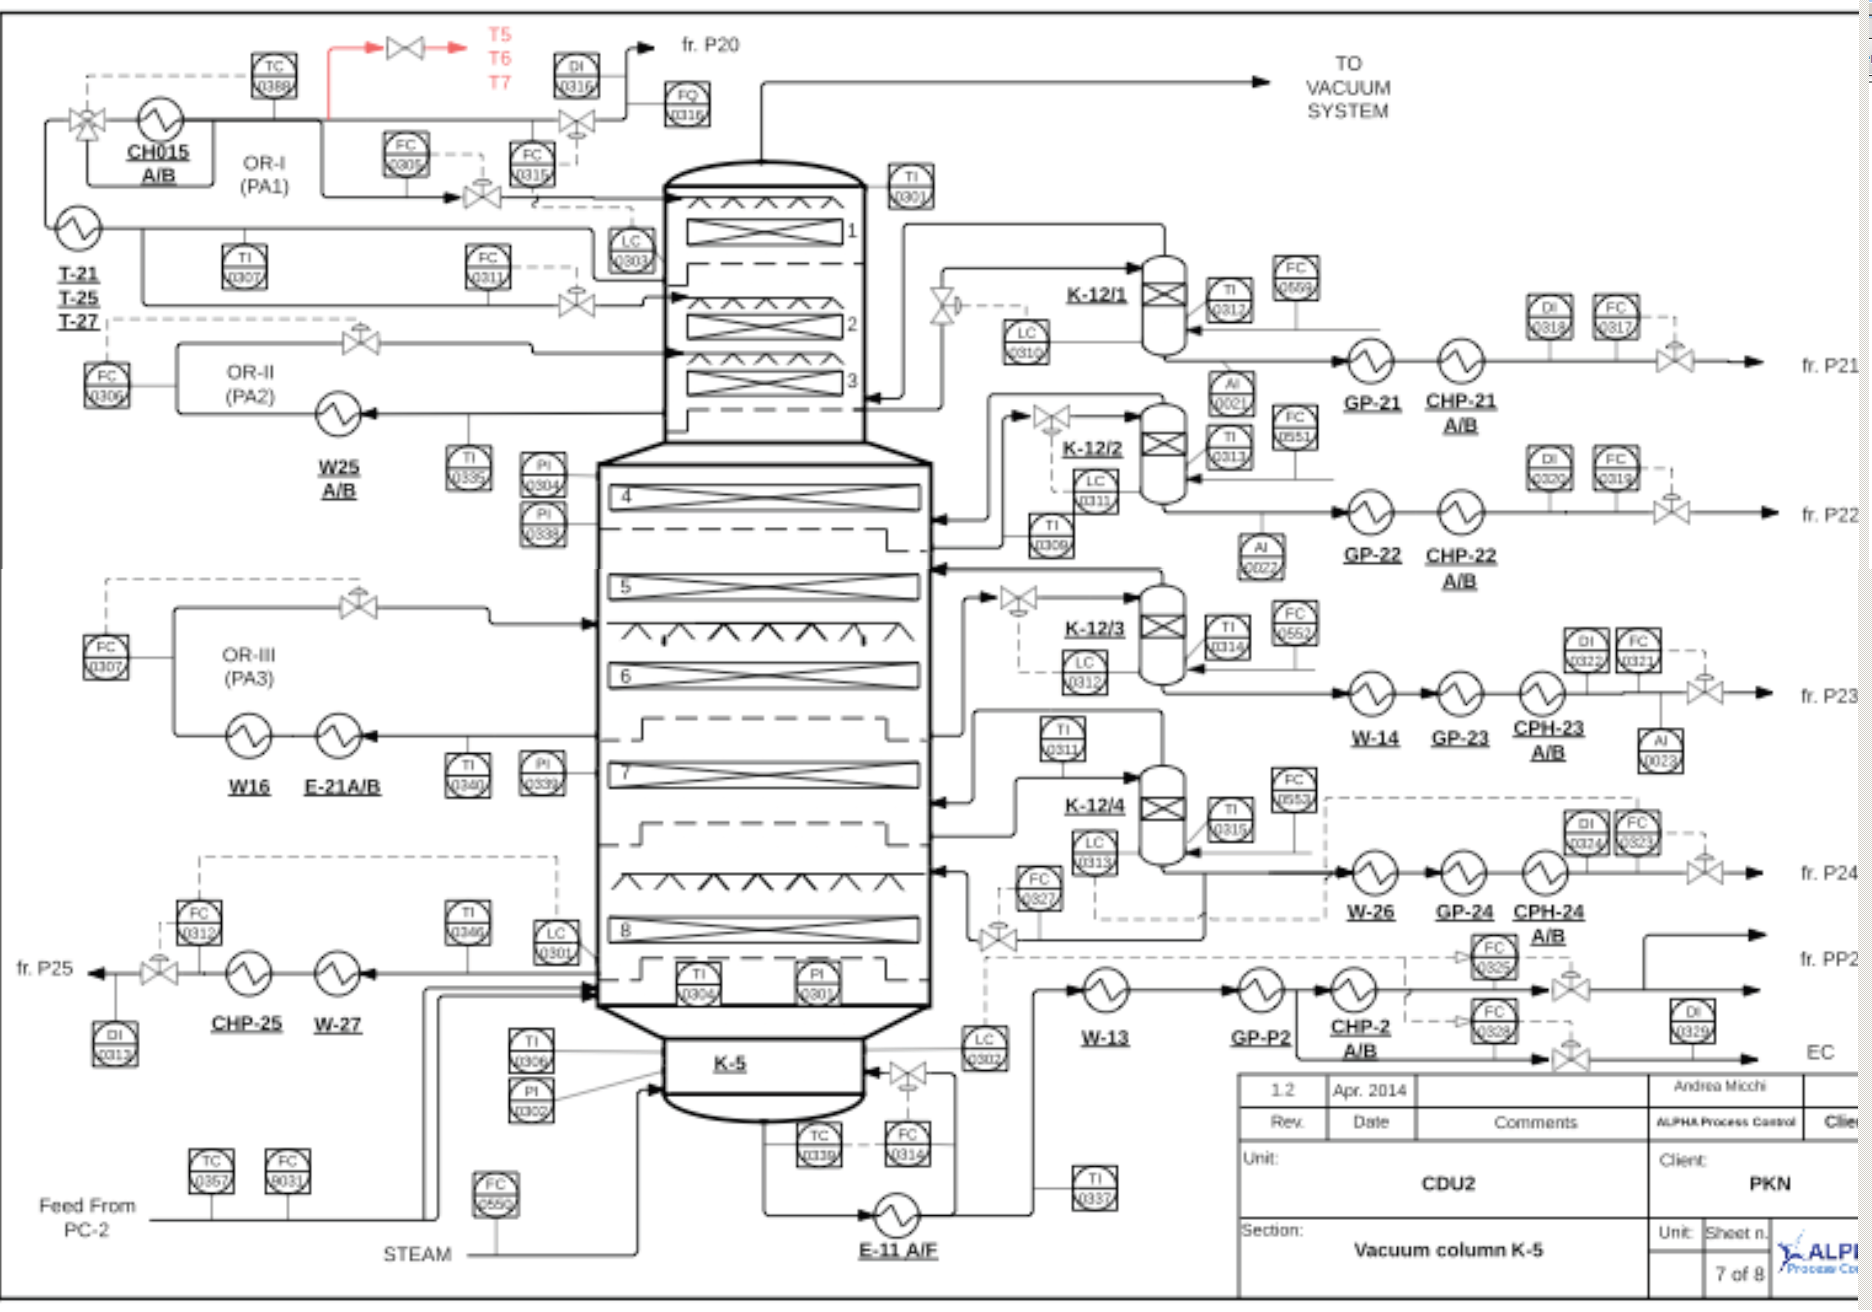 T5
T6
T7
fr. P20
TO
VACUUM
SYSTEM
TC
0388
DI
0316
FQ
0316
CH015
A/B
OR-I
(PA1)
FC
0305
FC
0315
TI
0301
LC
0303
1
T-21
T-25
T-27
TI
0307
FC
0311
K-12/1
TI
0312
FC
0559
DI
0318
FC
0317
2
LC
0310
fr. P21
FC
0306
OR-II
(PA2)
3
AI
0021
GP-21
CHP-21
A/B
W25
A/B
TI
0335
PI
0304
PI
0338
4
K-12/2
TI
0313
FC
0551
LC
0311
TI
0309
DI
0320
FC
0319
fr. P22
AI
0022
GP-22
CHP-22
A/B
5
FC
0307
OR-III
(PA3)
6
K-12/3
TI
0314
FC
0552
LC
0312
DI
0322
FC
0321
fr. P23
W-14
GP-23
CPH-23
A/B
AI
0023
W16
E-21A/B
TI
0340
PI
0339
7
TI
0311
K-12/4
TI
0315
FC
0553
LC
0313
DI
0324
FC
0323
fr. P24
FC
0327
W-26
GP-24
CPH-24
A/B
FC
0312
TI
0346
LC
0301
8
fr. P25
TI
0304
PI
0301
CHP-25
W-27
DI
0313
FC
0325
fr. PP2
W-13
GP-P2
CHP-2
A/B
FC
0328
DI
0329
EC
TI
0306
PI
0302
K-5
LC
0302
TC
0339
FC
0314
TI
0337
TC
0357
FC
9031
FC
0550
Feed From
PC-2
STEAM
E-11 A/F
1.2
Apr. 2014
Andrea Micchi
Rev.
Date
Comments
ALPHA Process Control
Unit:
CDU2
Client:
PKN
Section:
Vacuum column K-5
Unit:
Sheet n.
7 of 8